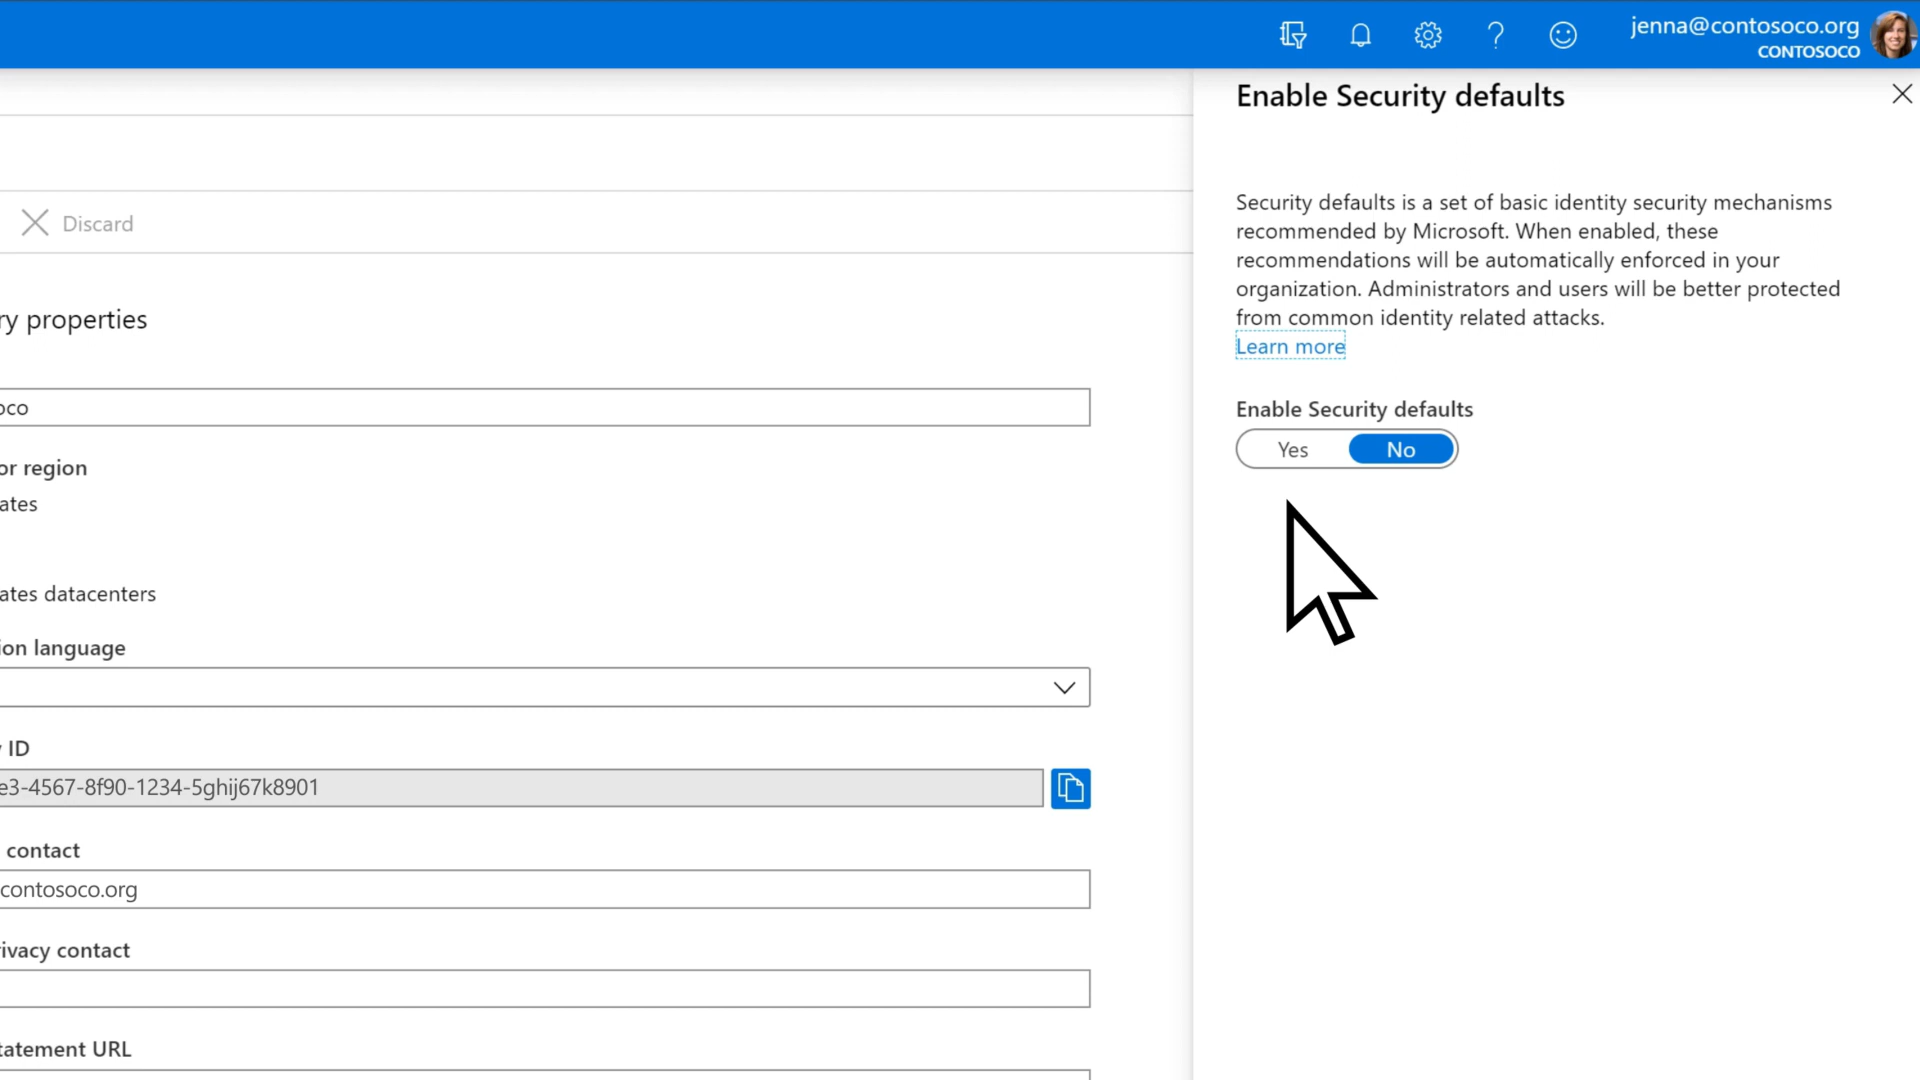 jenna@contosoco.org
CONTOSOCO
Enable Security defaults
Discard
Security defaults is a set of basic identity security mechanisms
recommended by Microsoft. When enabled, these
recommendations will be automatically enforced in your
organization. Administrators and users will be better protected
from common identity related attacks.
Learn more
Enable Security defaults
Yes No
ry properties
oco
or region
ates
ates datacenters
ion language
y ID
e3-4567-8f90-1234-5ghij67k8901
contact
contosoco.org
rivacy contact
tatement URL